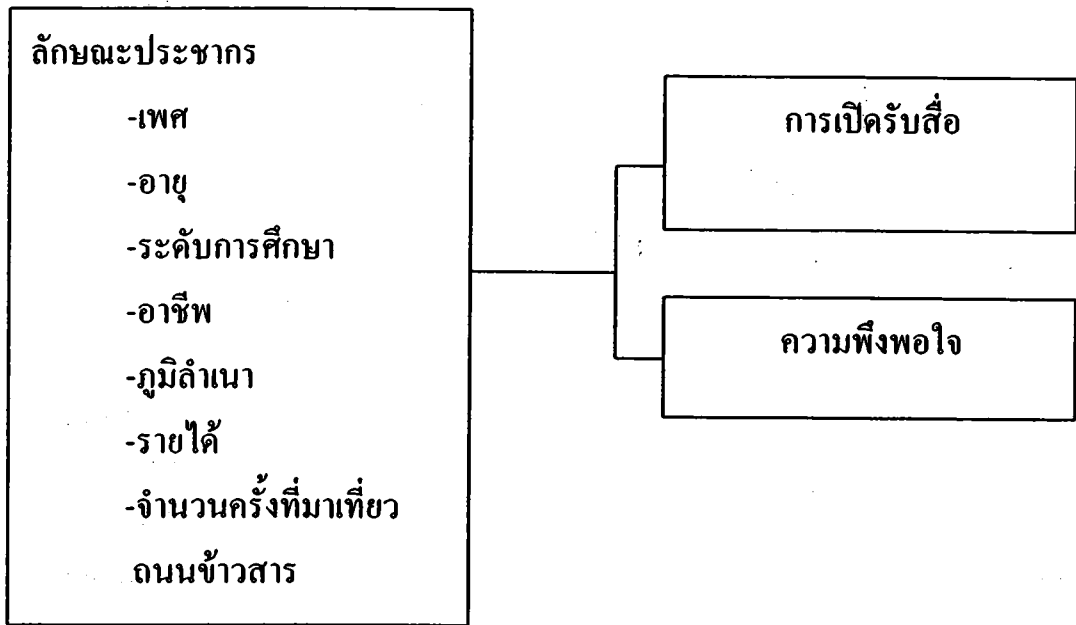 ลักษณะประชากร
-เพศ
-อายุ
-ระดับการศึกษา
-อาชีพ
-ภูมิลำเนา
-รายได้
-จำนวนครั้งที่มาเที่ยว
ถนนข้าวสาร
การเปิดรับสื่อ
ความพึงพอใจ